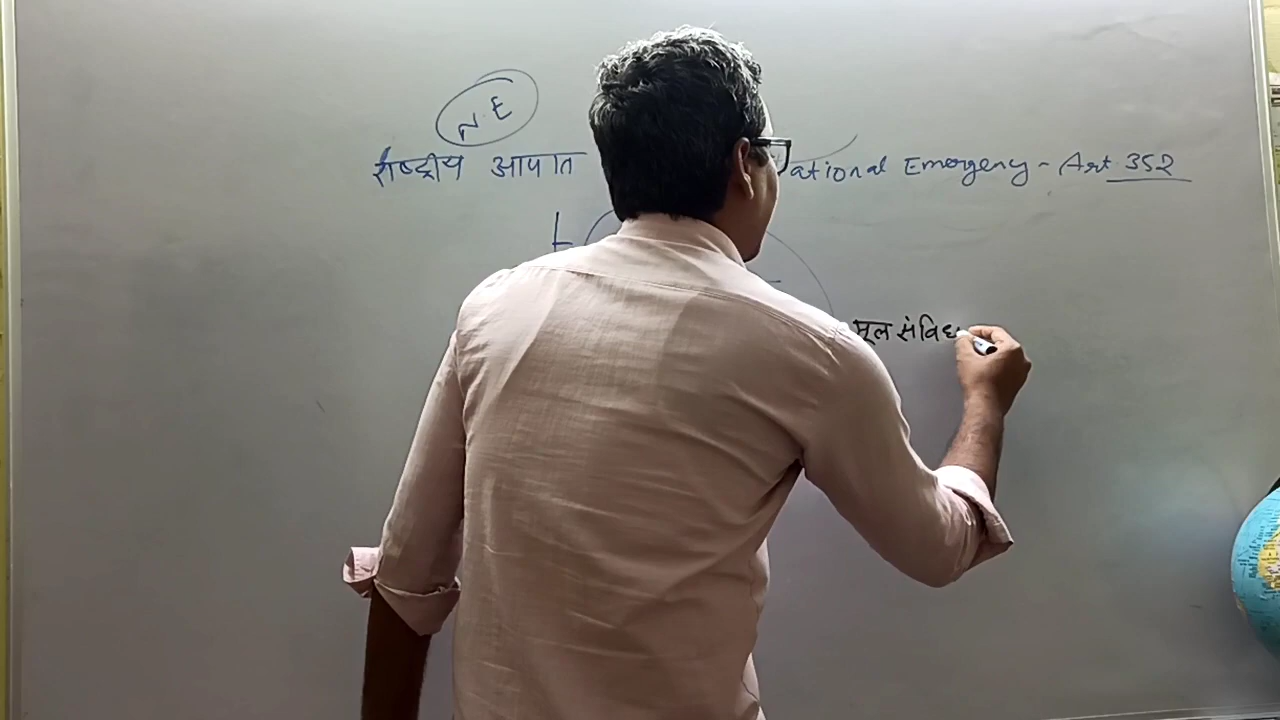 N.E
राष्ट्रीय आपात
ational Emergency - Art 352
मूल संविध